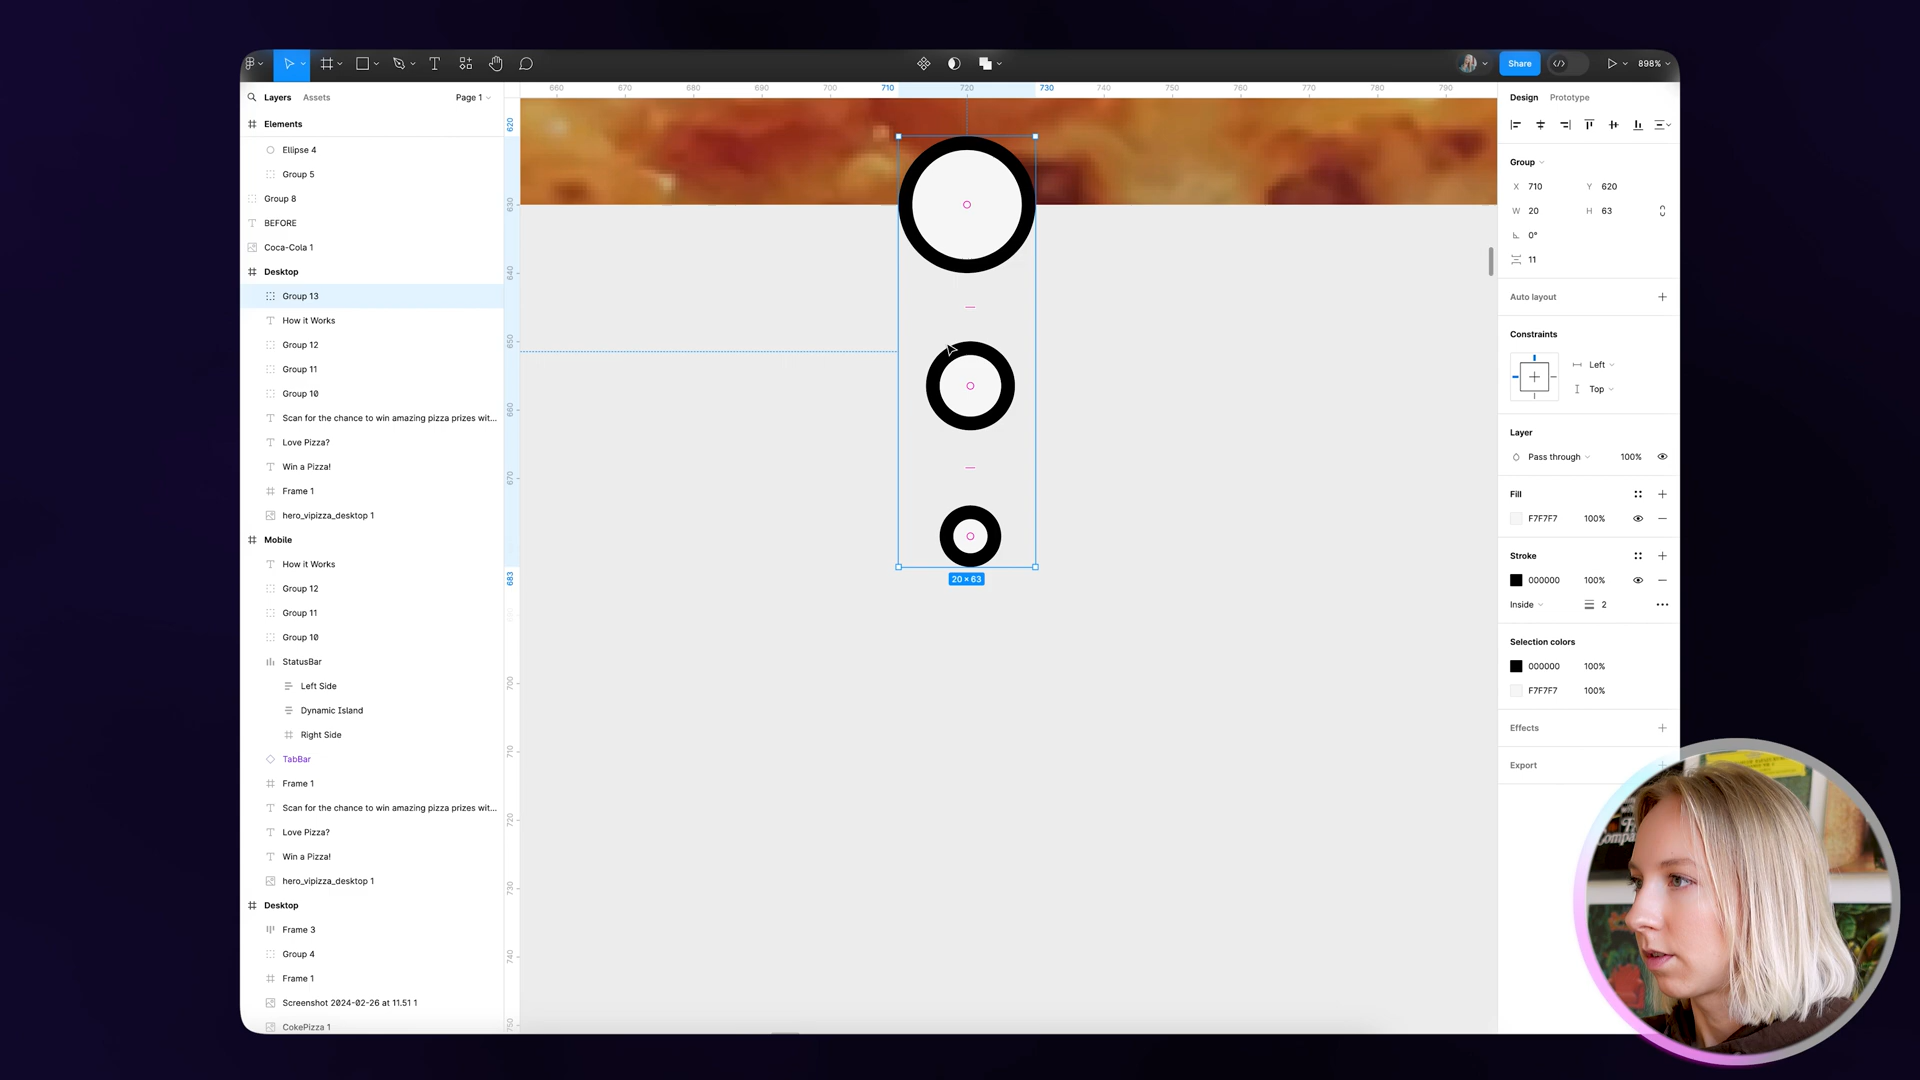 Share
898%
Layers
Assets
Page 1
Design
Prototype
660
670
680
690
700
710
720
730
740
750
760
770
780
790
Elements
Ellipse 4
Group 5
Group 8
BEFORE
Coca-Cola 1
Desktop
Group 13
How it Works
Group 12
Group 11
Group 10
Scan for the chance to win amazing pizza prizes wit...
Love Pizza?
Win a Pizza!
Frame 1
hero_vipizza_desktop 1
Mobile
How it Works
Group 12
Group 11
Group 10
StatusBar
Left Side
Dynamic Island
Right Side
TabBar
Frame 1
Scan for the chance to win amazing pizza prizes wit...
Love Pizza?
Win a Pizza!
hero_vipizza_desktop 1
Desktop
Frame 3
Group 4
Frame 1
Screenshot 2024-02-26 at 11.51 1
CokePizza 1
620
630
640
650
660
670
683
690
700
710
720
730
740
750
20 × 63
Group
X 710
Y 620
W 20
H 63
0°
11
Auto layout
Constraints
Left
Top
Layer
Pass through
100%
Fill
F7F7F7
100%
Stroke
000000
100%
Inside
2
Selection colors
000000
100%
F7F7F7
100%
Effects
Export